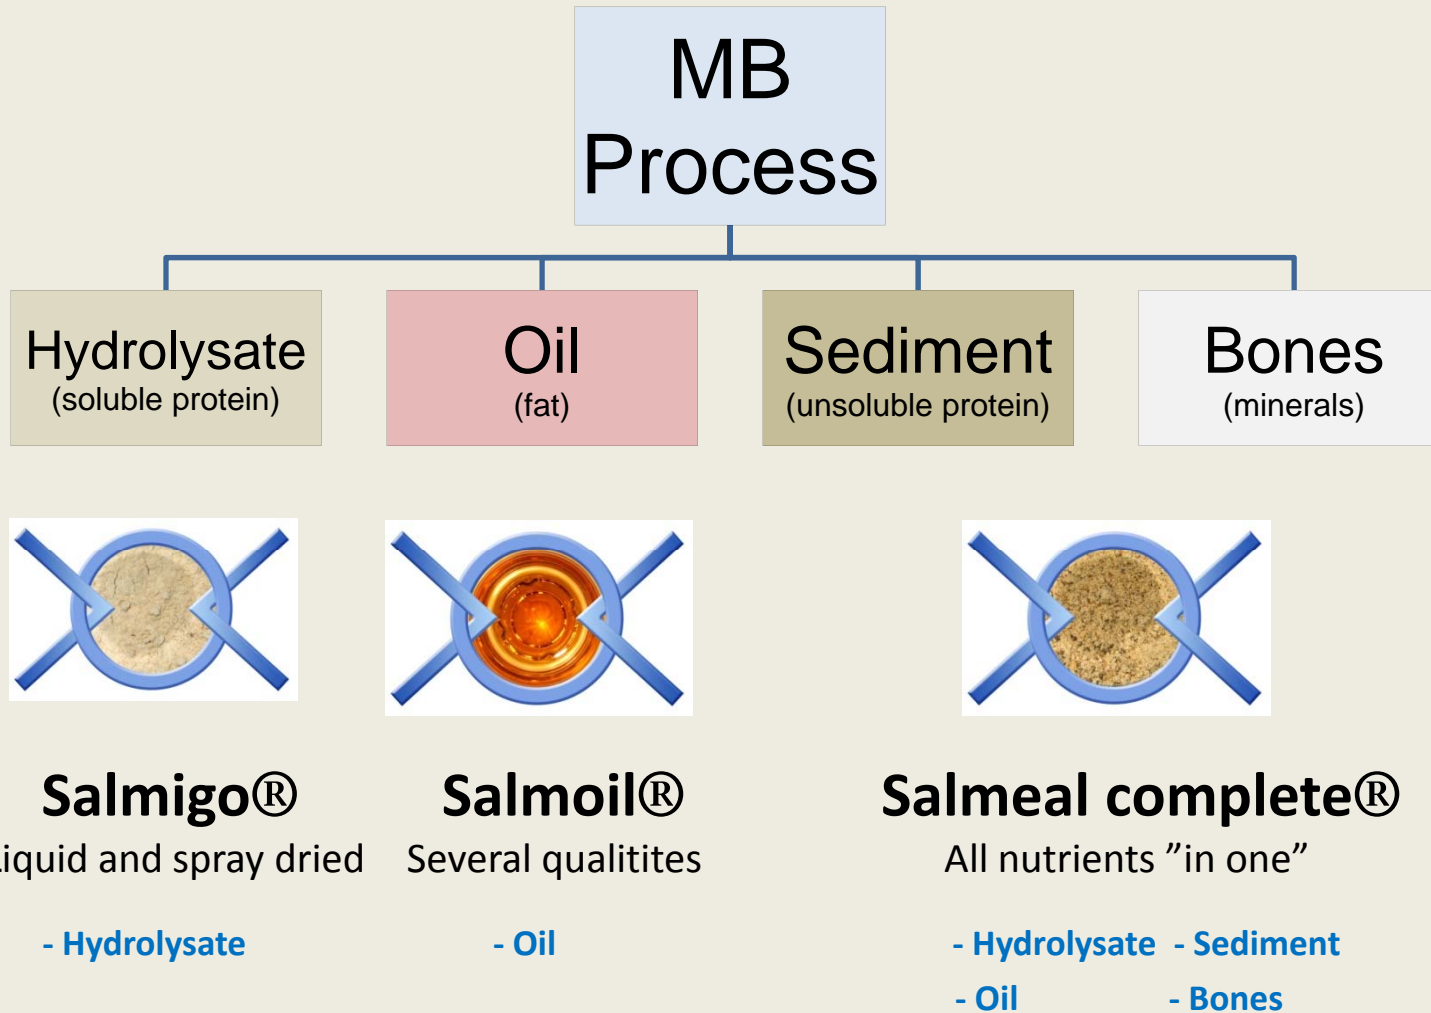 MB
Process
Hydrolysate
(soluble protein)
Oil
(fat)
Sediment
(unsoluble protein)
Bones
(minerals)
Salmigo®
Liquid and spray dried
- Hydrolysate
Salmoil®
Several qualitites
- Oil
Salmeal complete®
All nutrients ”in one”
- Hydrolysate - Sediment
- Oil - Bones